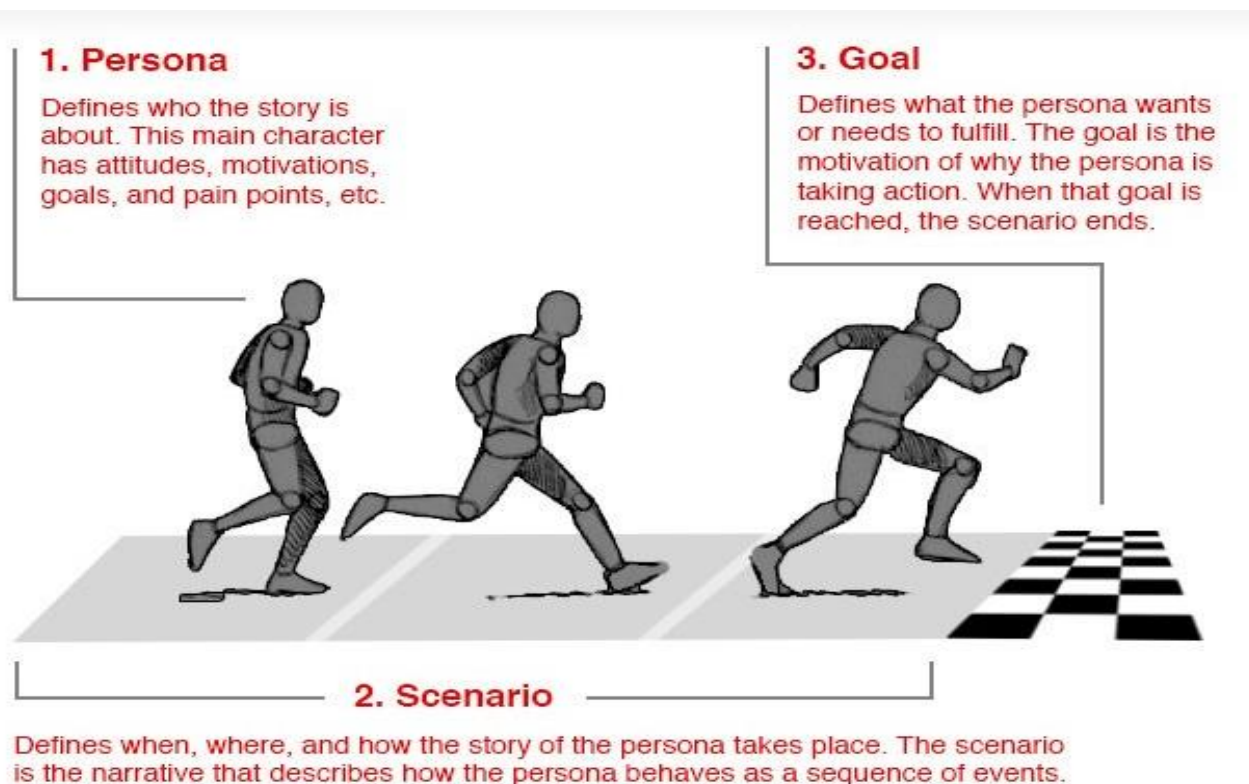 1. Persona
Defines who the story is
about. This main character
has attitudes, motivations,
goals, and pain points, etc.
3. Goal
Defines what the persona wants
or needs to fulfill. The goal is the
motivation of why the persona is
taking action. When that goal is
reached, the scenario ends.
2. Scenario
Defines when, where, and how the story of the persona takes place. The scenario
is the narrative that describes how the persona behaves as a sequence of events.